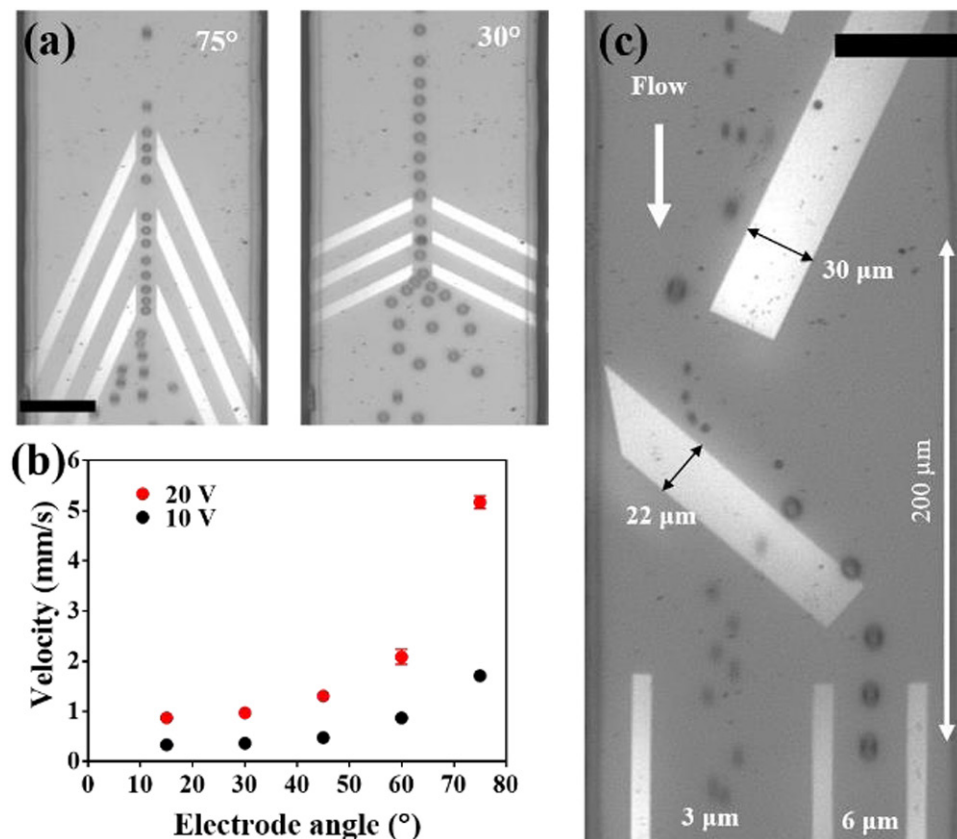 (a)
75°
30°
(b)
Velocity (mm/s)
6
5
4
3
2
1
0
20 V
10 V
0 10 20 30 40 50 60 70 80
Electrode angle (°)
(c)
Flow
30 μm
22 μm
200 μm
3 μm
6 μm